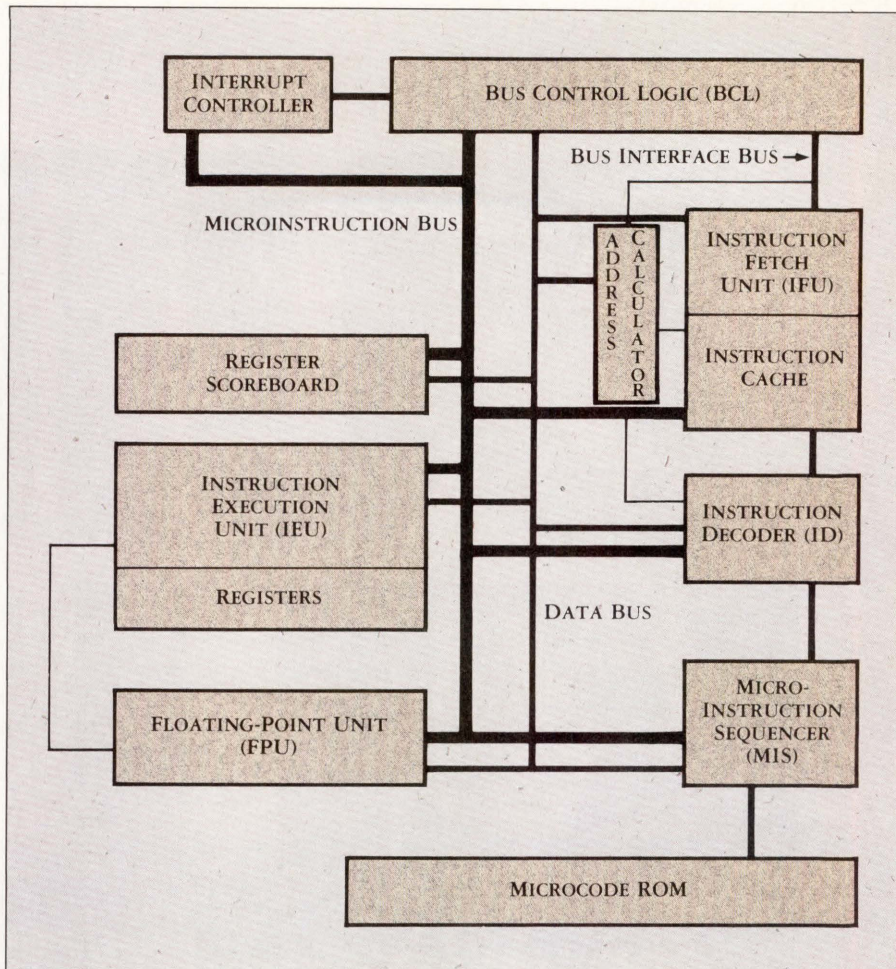 INTERRUPT
CONTROLLER
BUS CONTROL LOGIC (BCL)
BUS INTERFACE BUS →
MICROINSTRUCTION BUS
ADDRESS
CALCULATOR
INSTRUCTION
FETCH
UNIT (IFU)
REGISTER
SCOREBOARD
INSTRUCTION
CACHE
INSTRUCTION
EXECUTION
UNIT (IEU)
INSTRUCTION
DECODER (ID)
REGISTERS
DATA BUS
FLOATING-POINT UNIT
(FPU)
MICRO-
INSTRUCTION
SEQUENCER
(MIS)
MICROCODE ROM